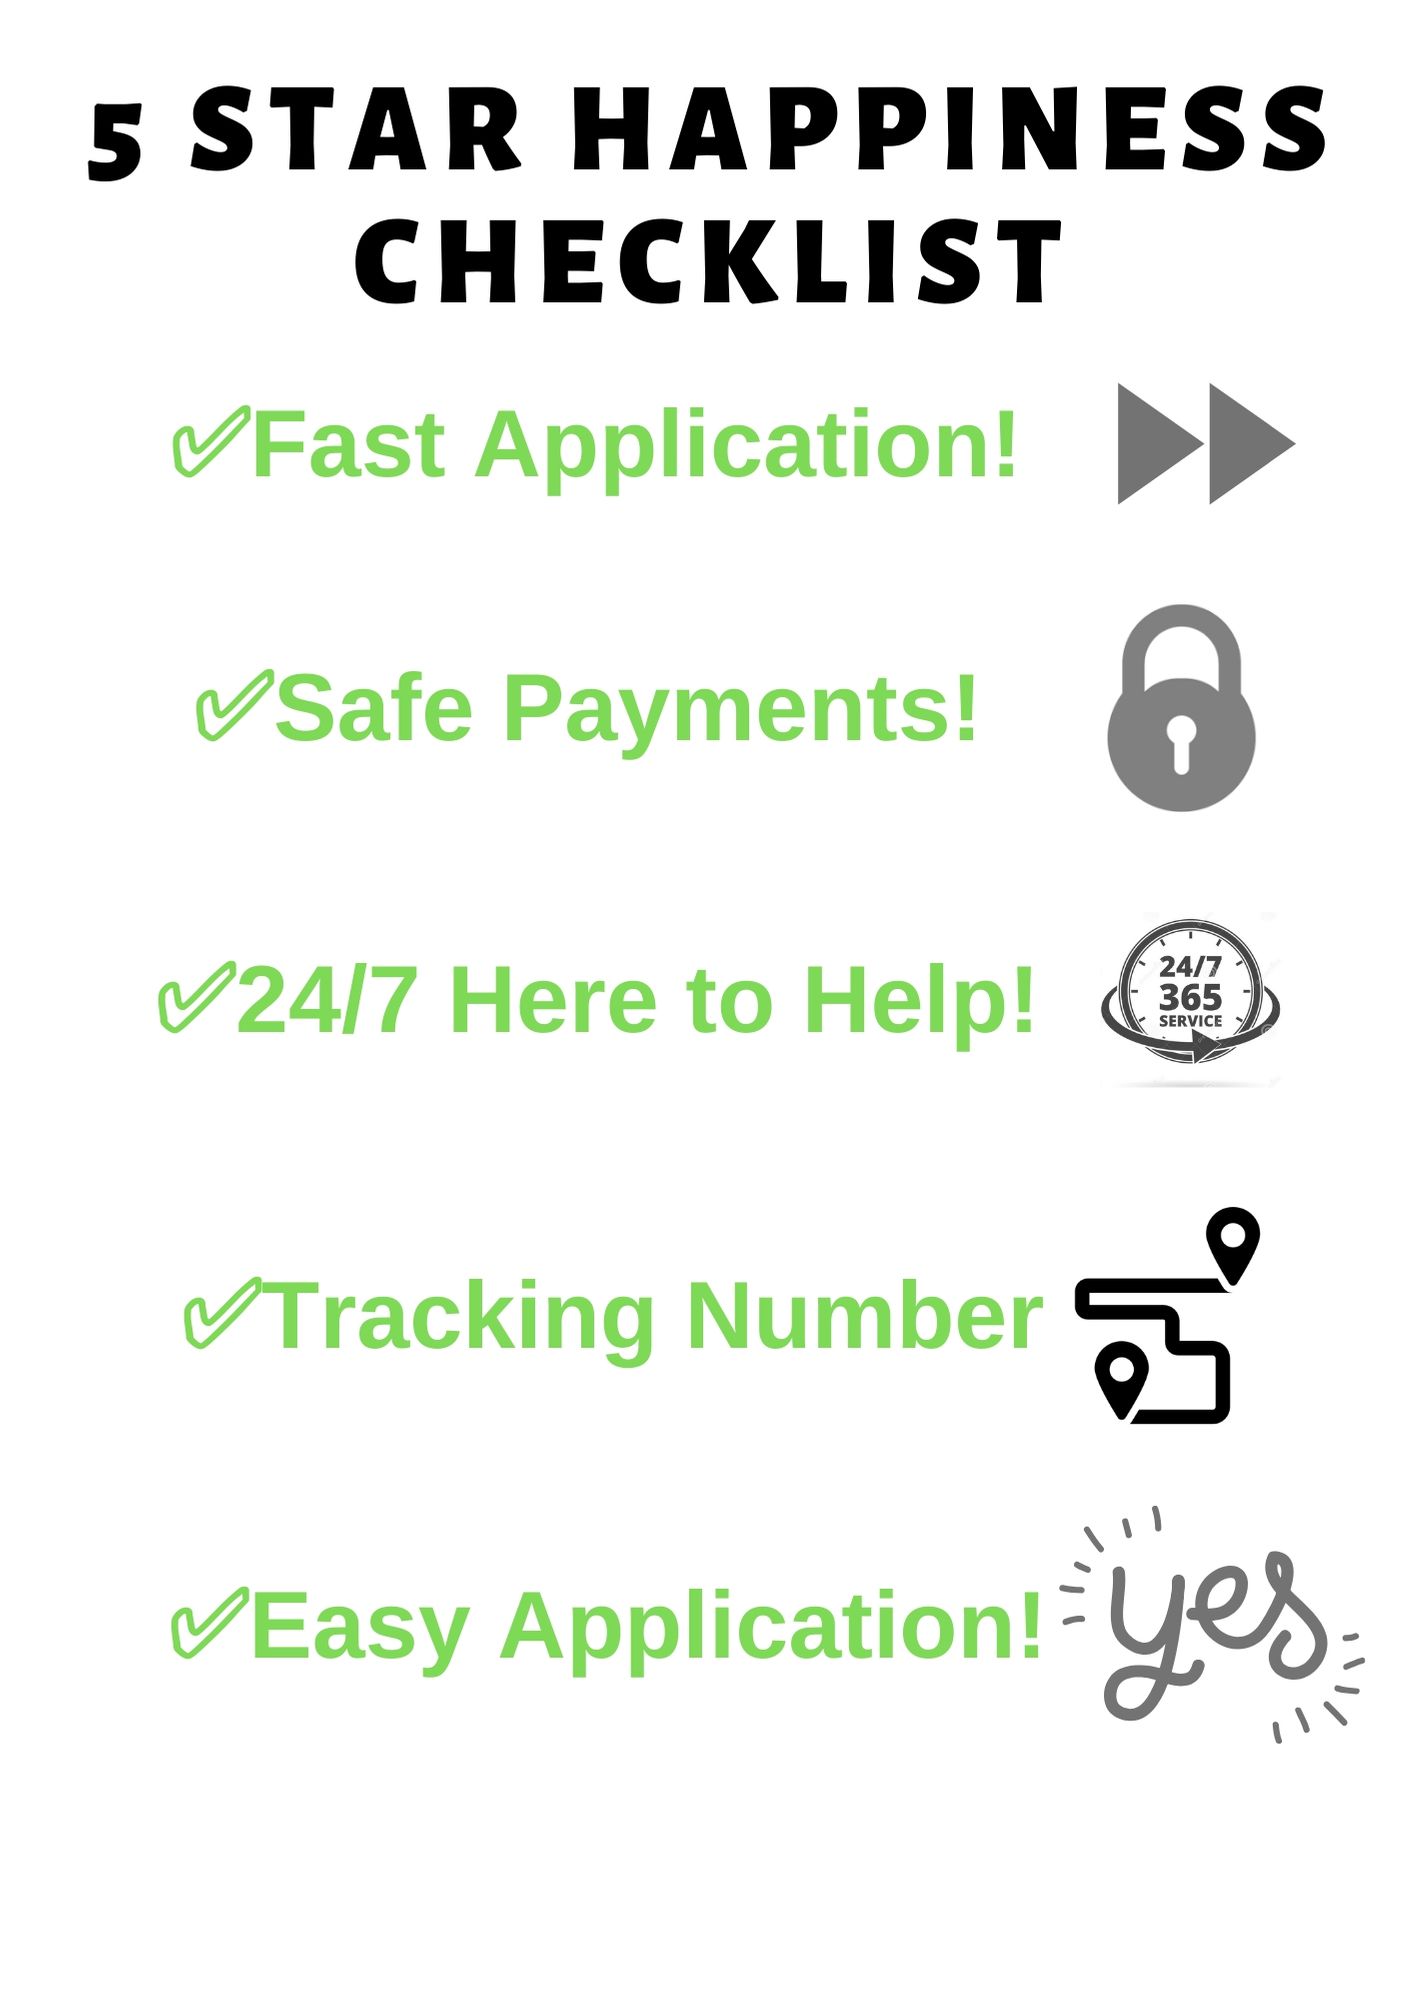 5 STAR HAPPINESS
CHECKLIST
✓Fast Application!
✓Safe Payments!
24/7
365
SERVICE
✓24/7 Here to Help!
✓Tracking Number
✓Easy Application!
yes